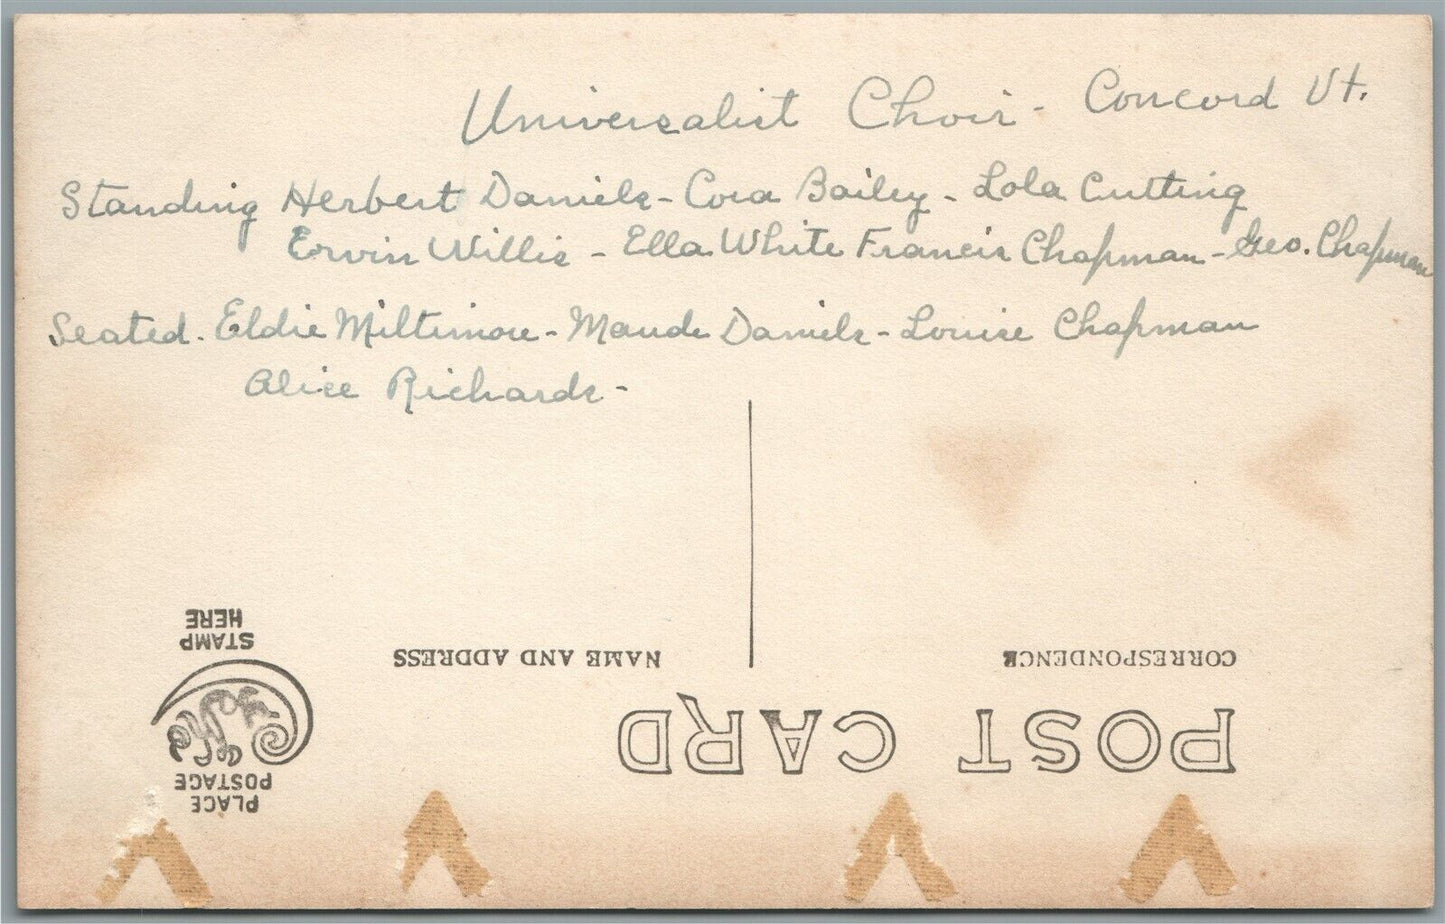 Universalist Choir - Concord Vt.
Standing Herbert Daniels - Cora Bailey - Lola Cutting
Ervin Willis - Ella White Francis Chapman - Geo. Chapman
Seated. Eldie Miltimore - Maude Daniels - Louise Chapman
Alice Richards -
CORRESPONDENCE
NAME AND ADDRESS
POST CARD
PLACE
POSTAGE
STAMP
HERE